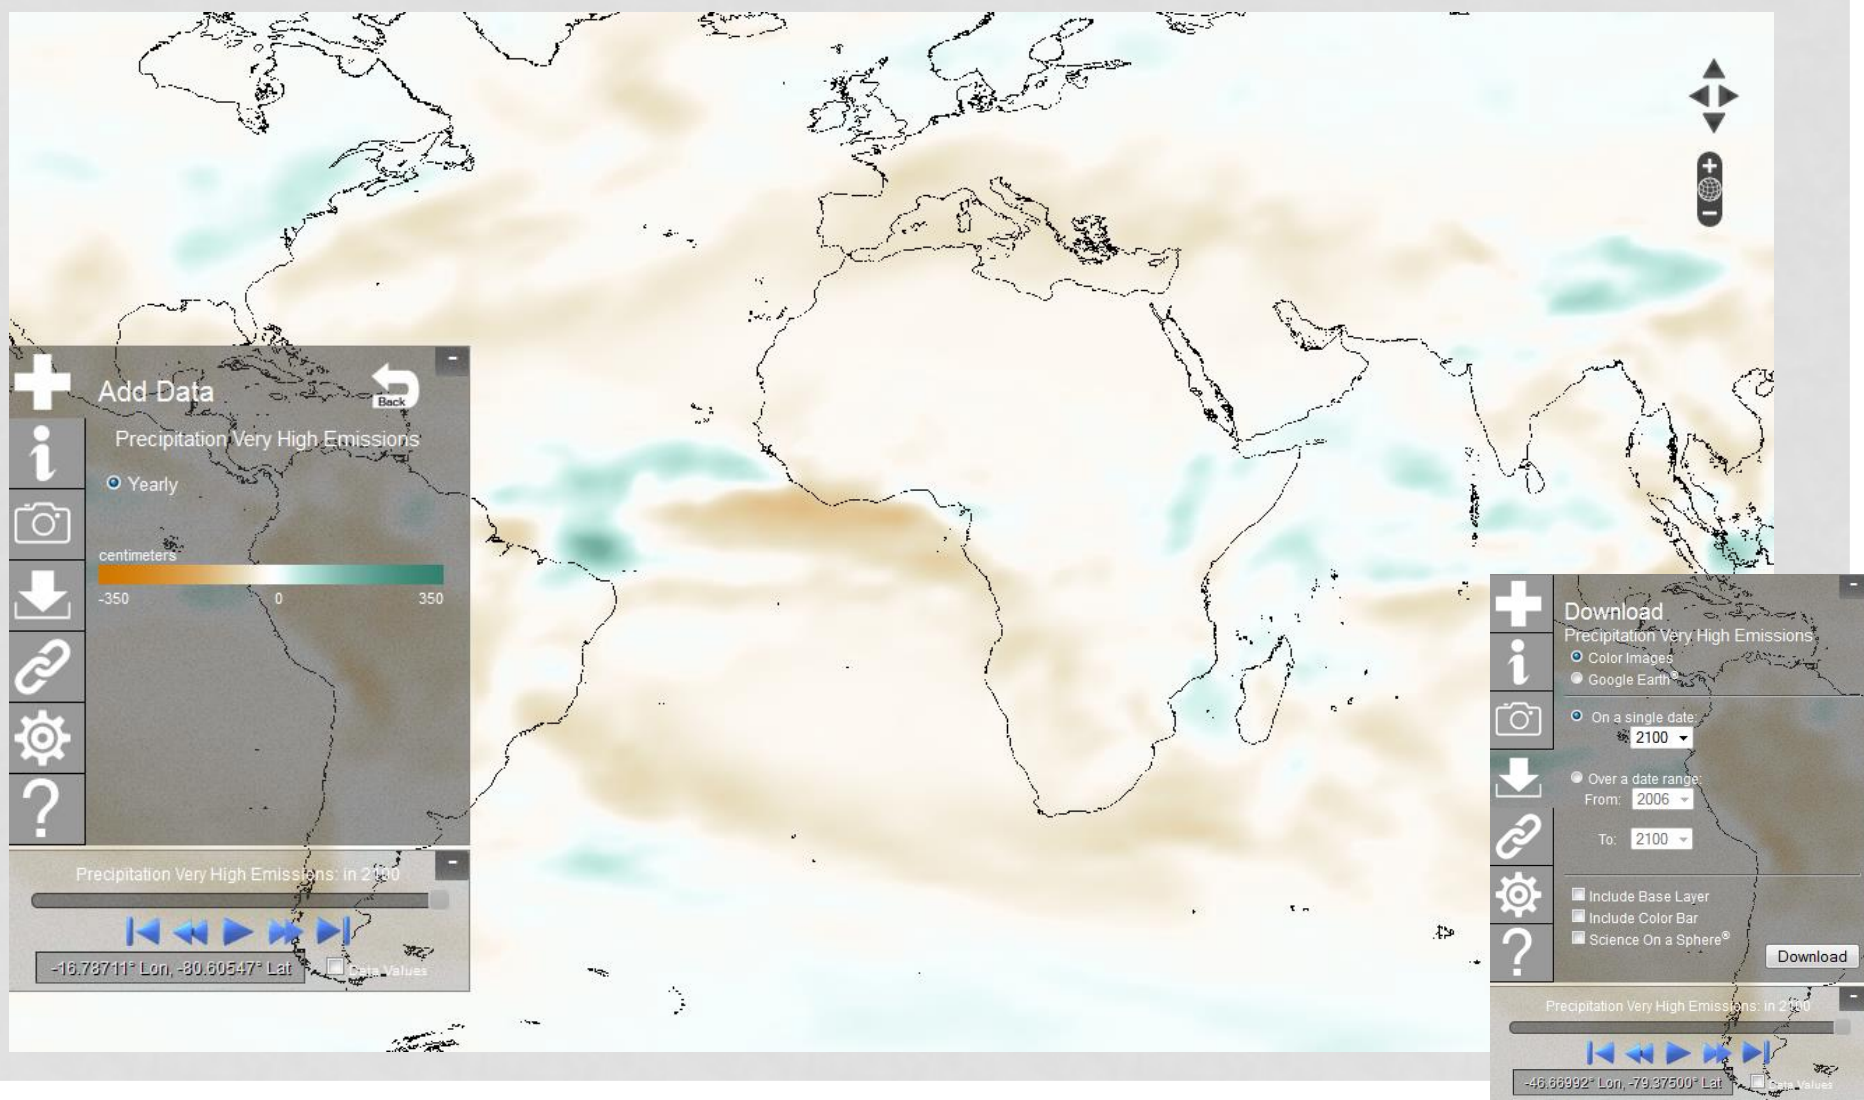 Add Data
Back
Precipitation Very High Emissions
Yearly
centimeters
-350 0 350
Precipitation Very High Emissions: in 2100
-16.78711° Lon, -80.60547° Lat
Data Values
Download
Precipitation Very High Emissions
Color Images
Google Earth®
On a single date:
2100
Over a date range:
From: 2006
To: 2100
Include Base Layer
Include Color Bar
Science On a Sphere®
Download
Precipitation Very High Emissions: in 2100
-46.66992° Lon, -79.37500° Lat
Data Values